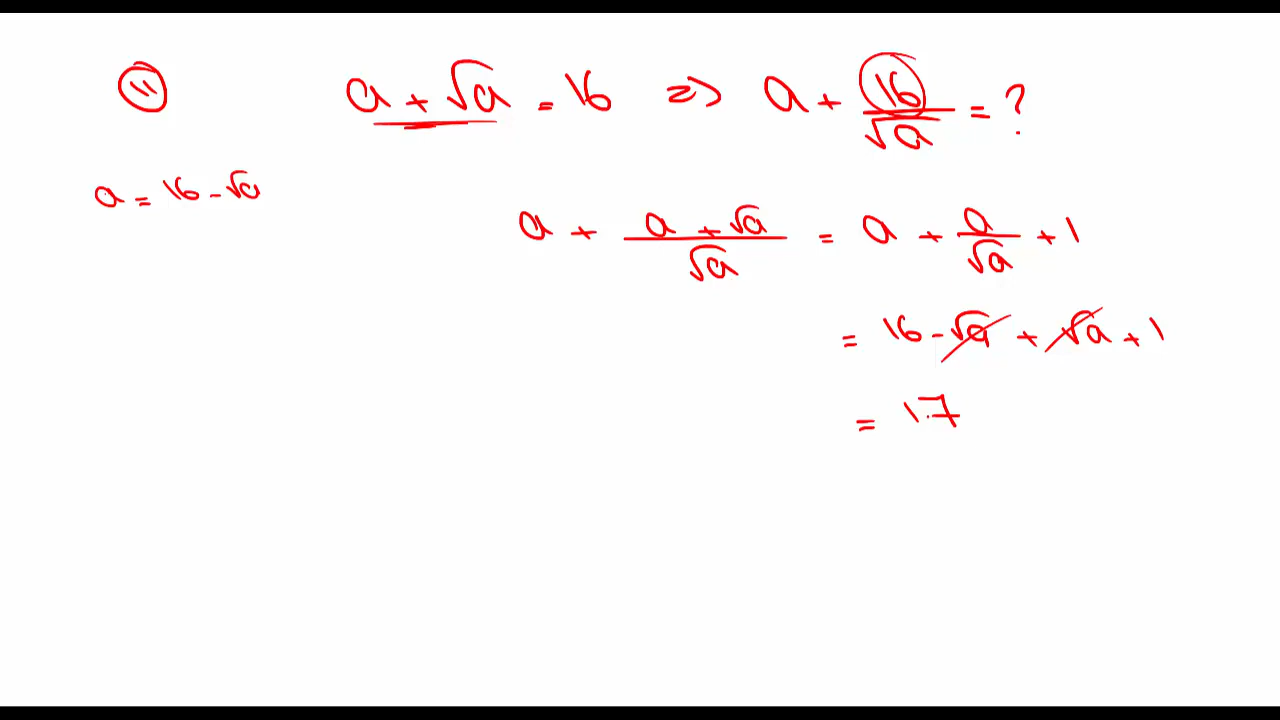 11 a + √a = 16 => a + 16/√a = ?
a = 16 - √a
a + (a + √a)/√a = a + a/√a + 1
= 16 - √a + √a + 1
= 17